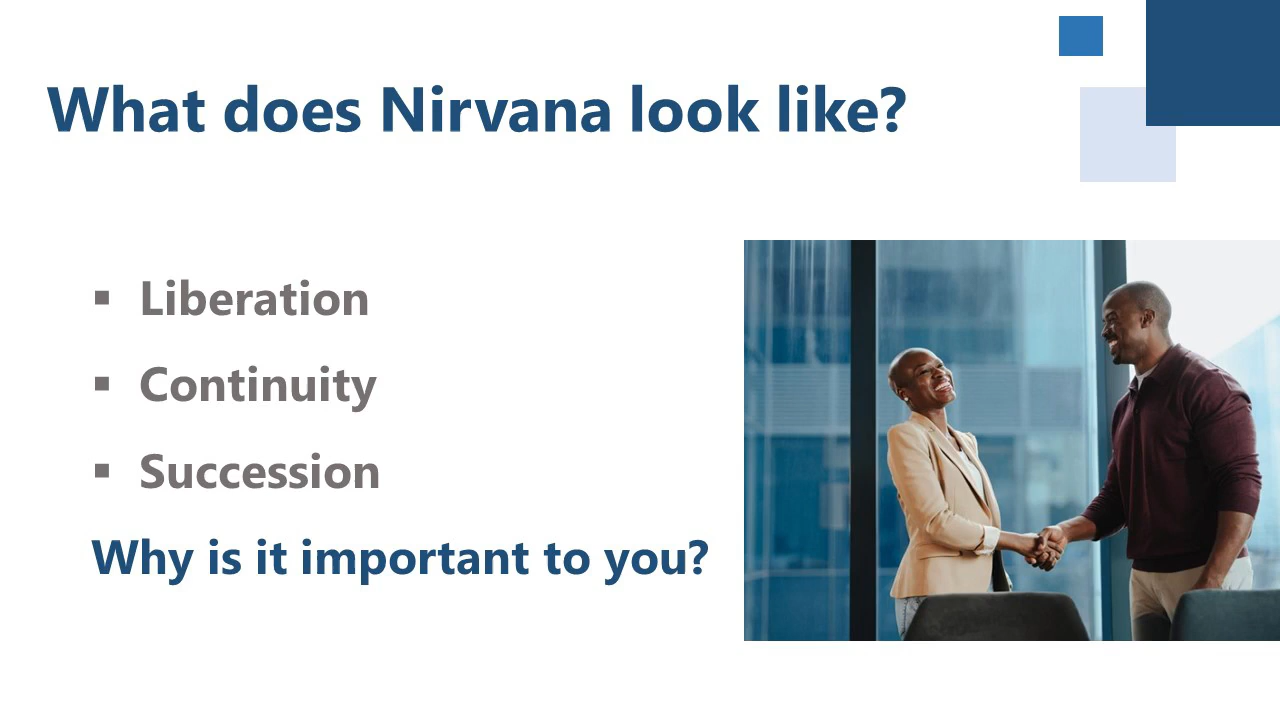 What does Nirvana look like?
▪ Liberation
▪ Continuity
▪ Succession
Why is it important to you?